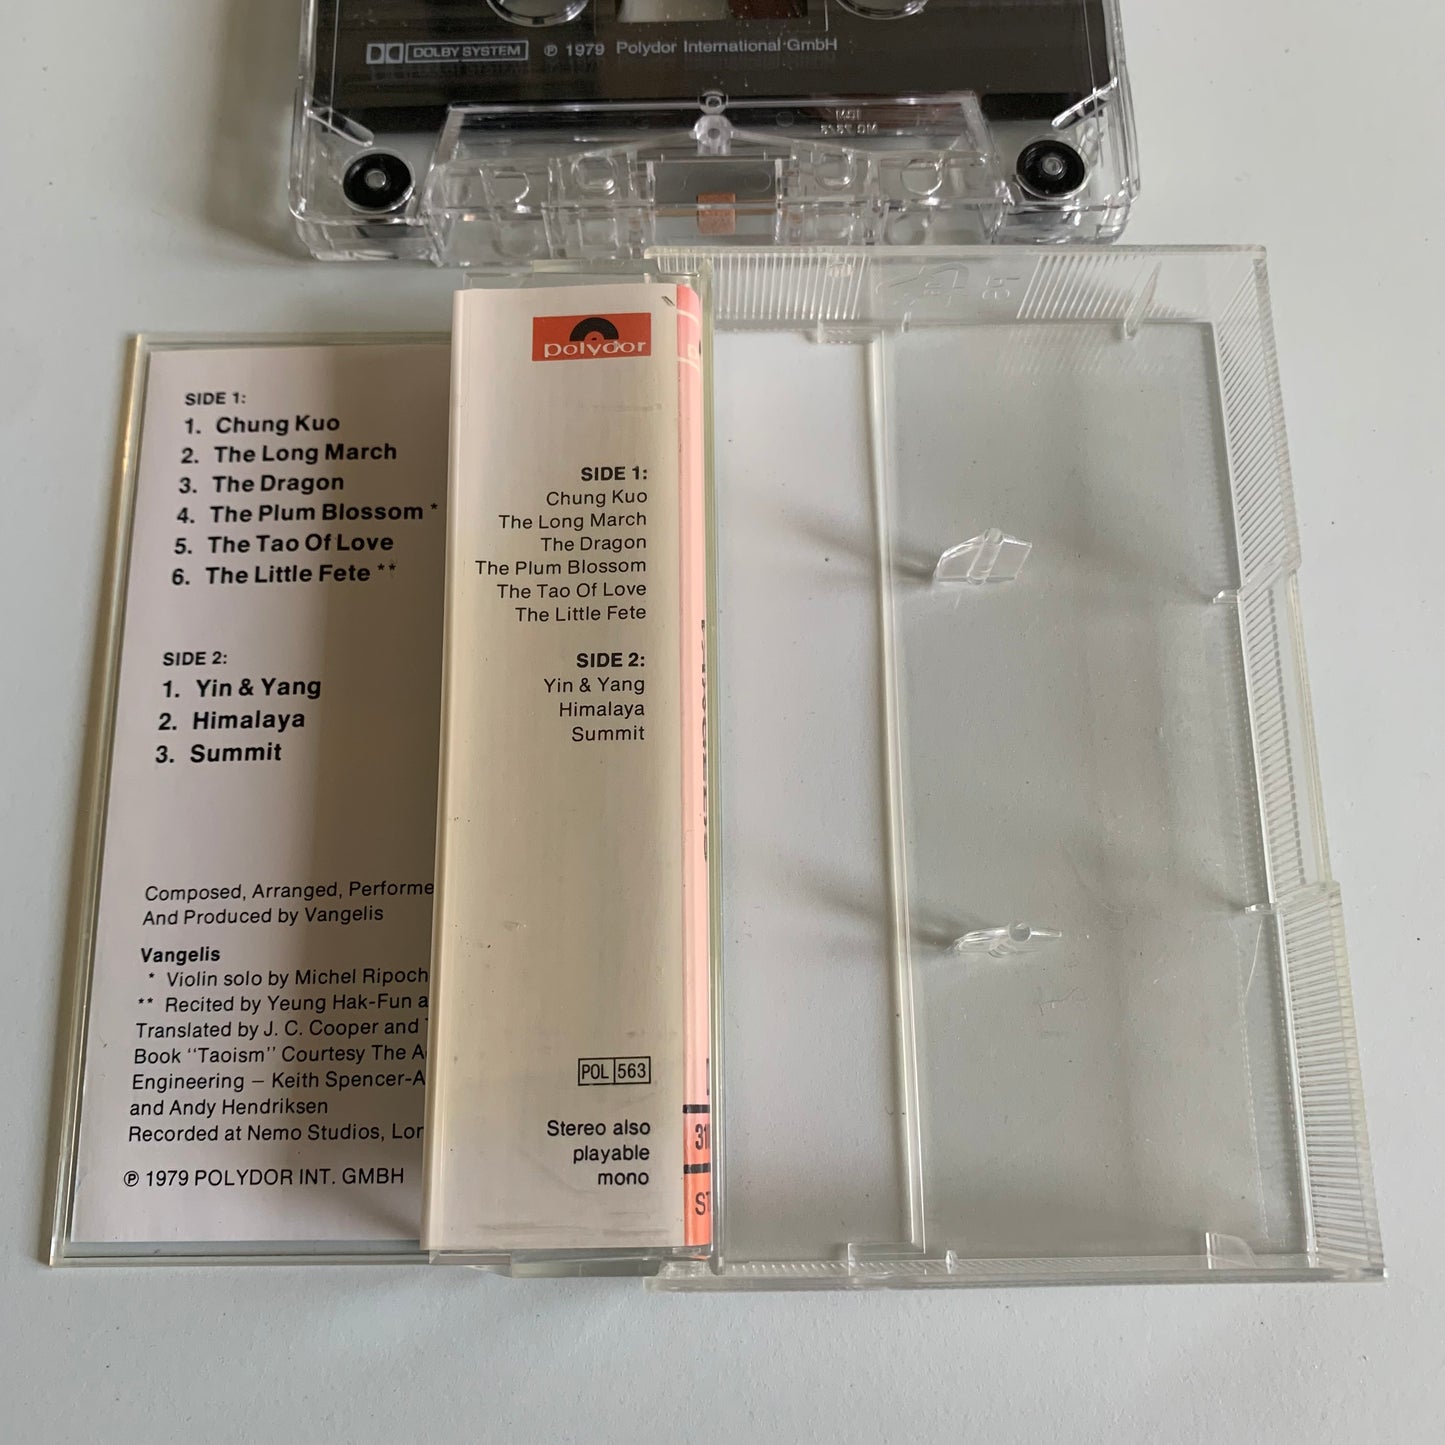 DOLBY SYSTEM ℗ 1979 Polydor International GmbH
SIDE 1:
1. Chung Kuo
2. The Long March
3. The Dragon
4. The Plum Blossom *
5. The Tao Of Love
6. The Little Fete **
SIDE 2:
1. Yin & Yang
2. Himalaya
3. Summit
Composed, Arranged, Performe
And Produced by Vangelis
Vangelis
* Violin solo by Michel Ripoch
** Recited by Yeung Hak-Fun a
Translated by J. C. Cooper and
Book "Taoism" Courtesy The A
Engineering – Keith Spencer-A
and Andy Hendriksen
Recorded at Nemo Studios, Lon
℗ 1979 POLYDOR INT. GMBH
polydor
SIDE 1:
Chung Kuo
The Long March
The Dragon
The Plum Blossom
The Tao Of Love
The Little Fete
SIDE 2:
Yin & Yang
Himalaya
Summit
POL 563
Stereo also
playable
mono
31
ST